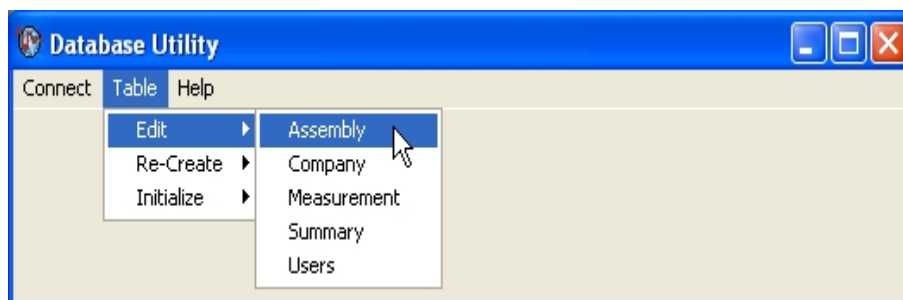 Database Utility
Connect Table Help
Edit Assembly
Re-Create Company
Initialize Measurement
Summary
Users